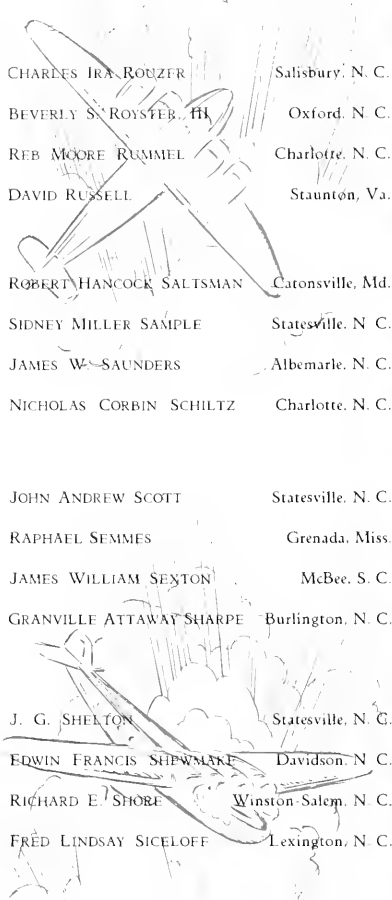 CHARLES IRA ROUZER Salisbury, N. C.
BEVERLY S. ROYSTER, III Oxford, N. C.
REB MOORE RUMMEL Charlotte, N. C.
DAVID RUSSELL Staunton, Va.
ROBERT HANCOCK SALTSMAN Catonsville, Md.
SIDNEY MILLER SAMPLE Statesville, N. C.
JAMES W. SAUNDERS Albemarle, N. C.
NICHOLAS CORBIN SCHILTZ Charlotte, N. C.
JOHN ANDREW SCOTT Statesville, N. C.
RAPHAEL SEMMES Grenada, Miss.
JAMES WILLIAM SEXTON McBee, S. C.
GRANVILLE ATTAWAY SHARPE Burlington, N. C.
J. G. SHELTON Statesville, N. C.
EDWIN FRANCIS SHEWMAKE Davidson, N. C.
RICHARD E. SHORE Winston-Salem, N. C.
FRED LINDSAY SICELOFF Lexington, N. C.